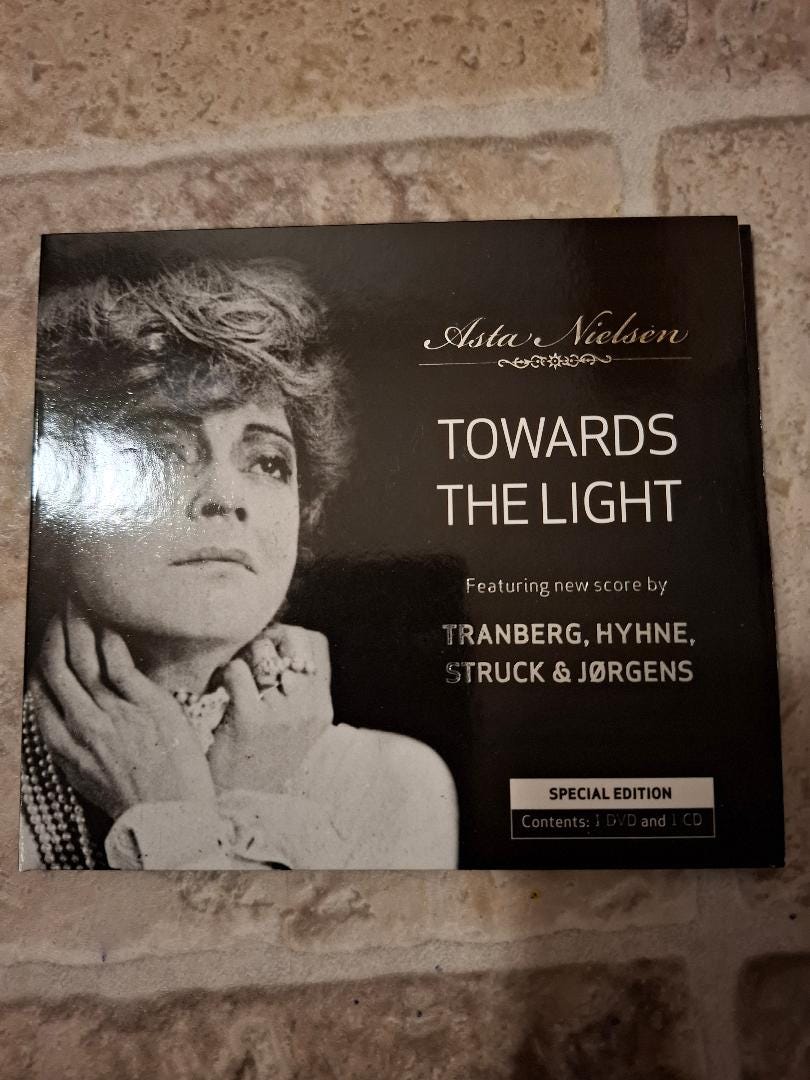 Asta Nielsen
TOWARDS
THE LIGHT
Featuring new score by
TRANBERG, HYHNE,
STRUCK & JØRGENS
SPECIAL EDITION
Contents: 1 DVD and 1 CD